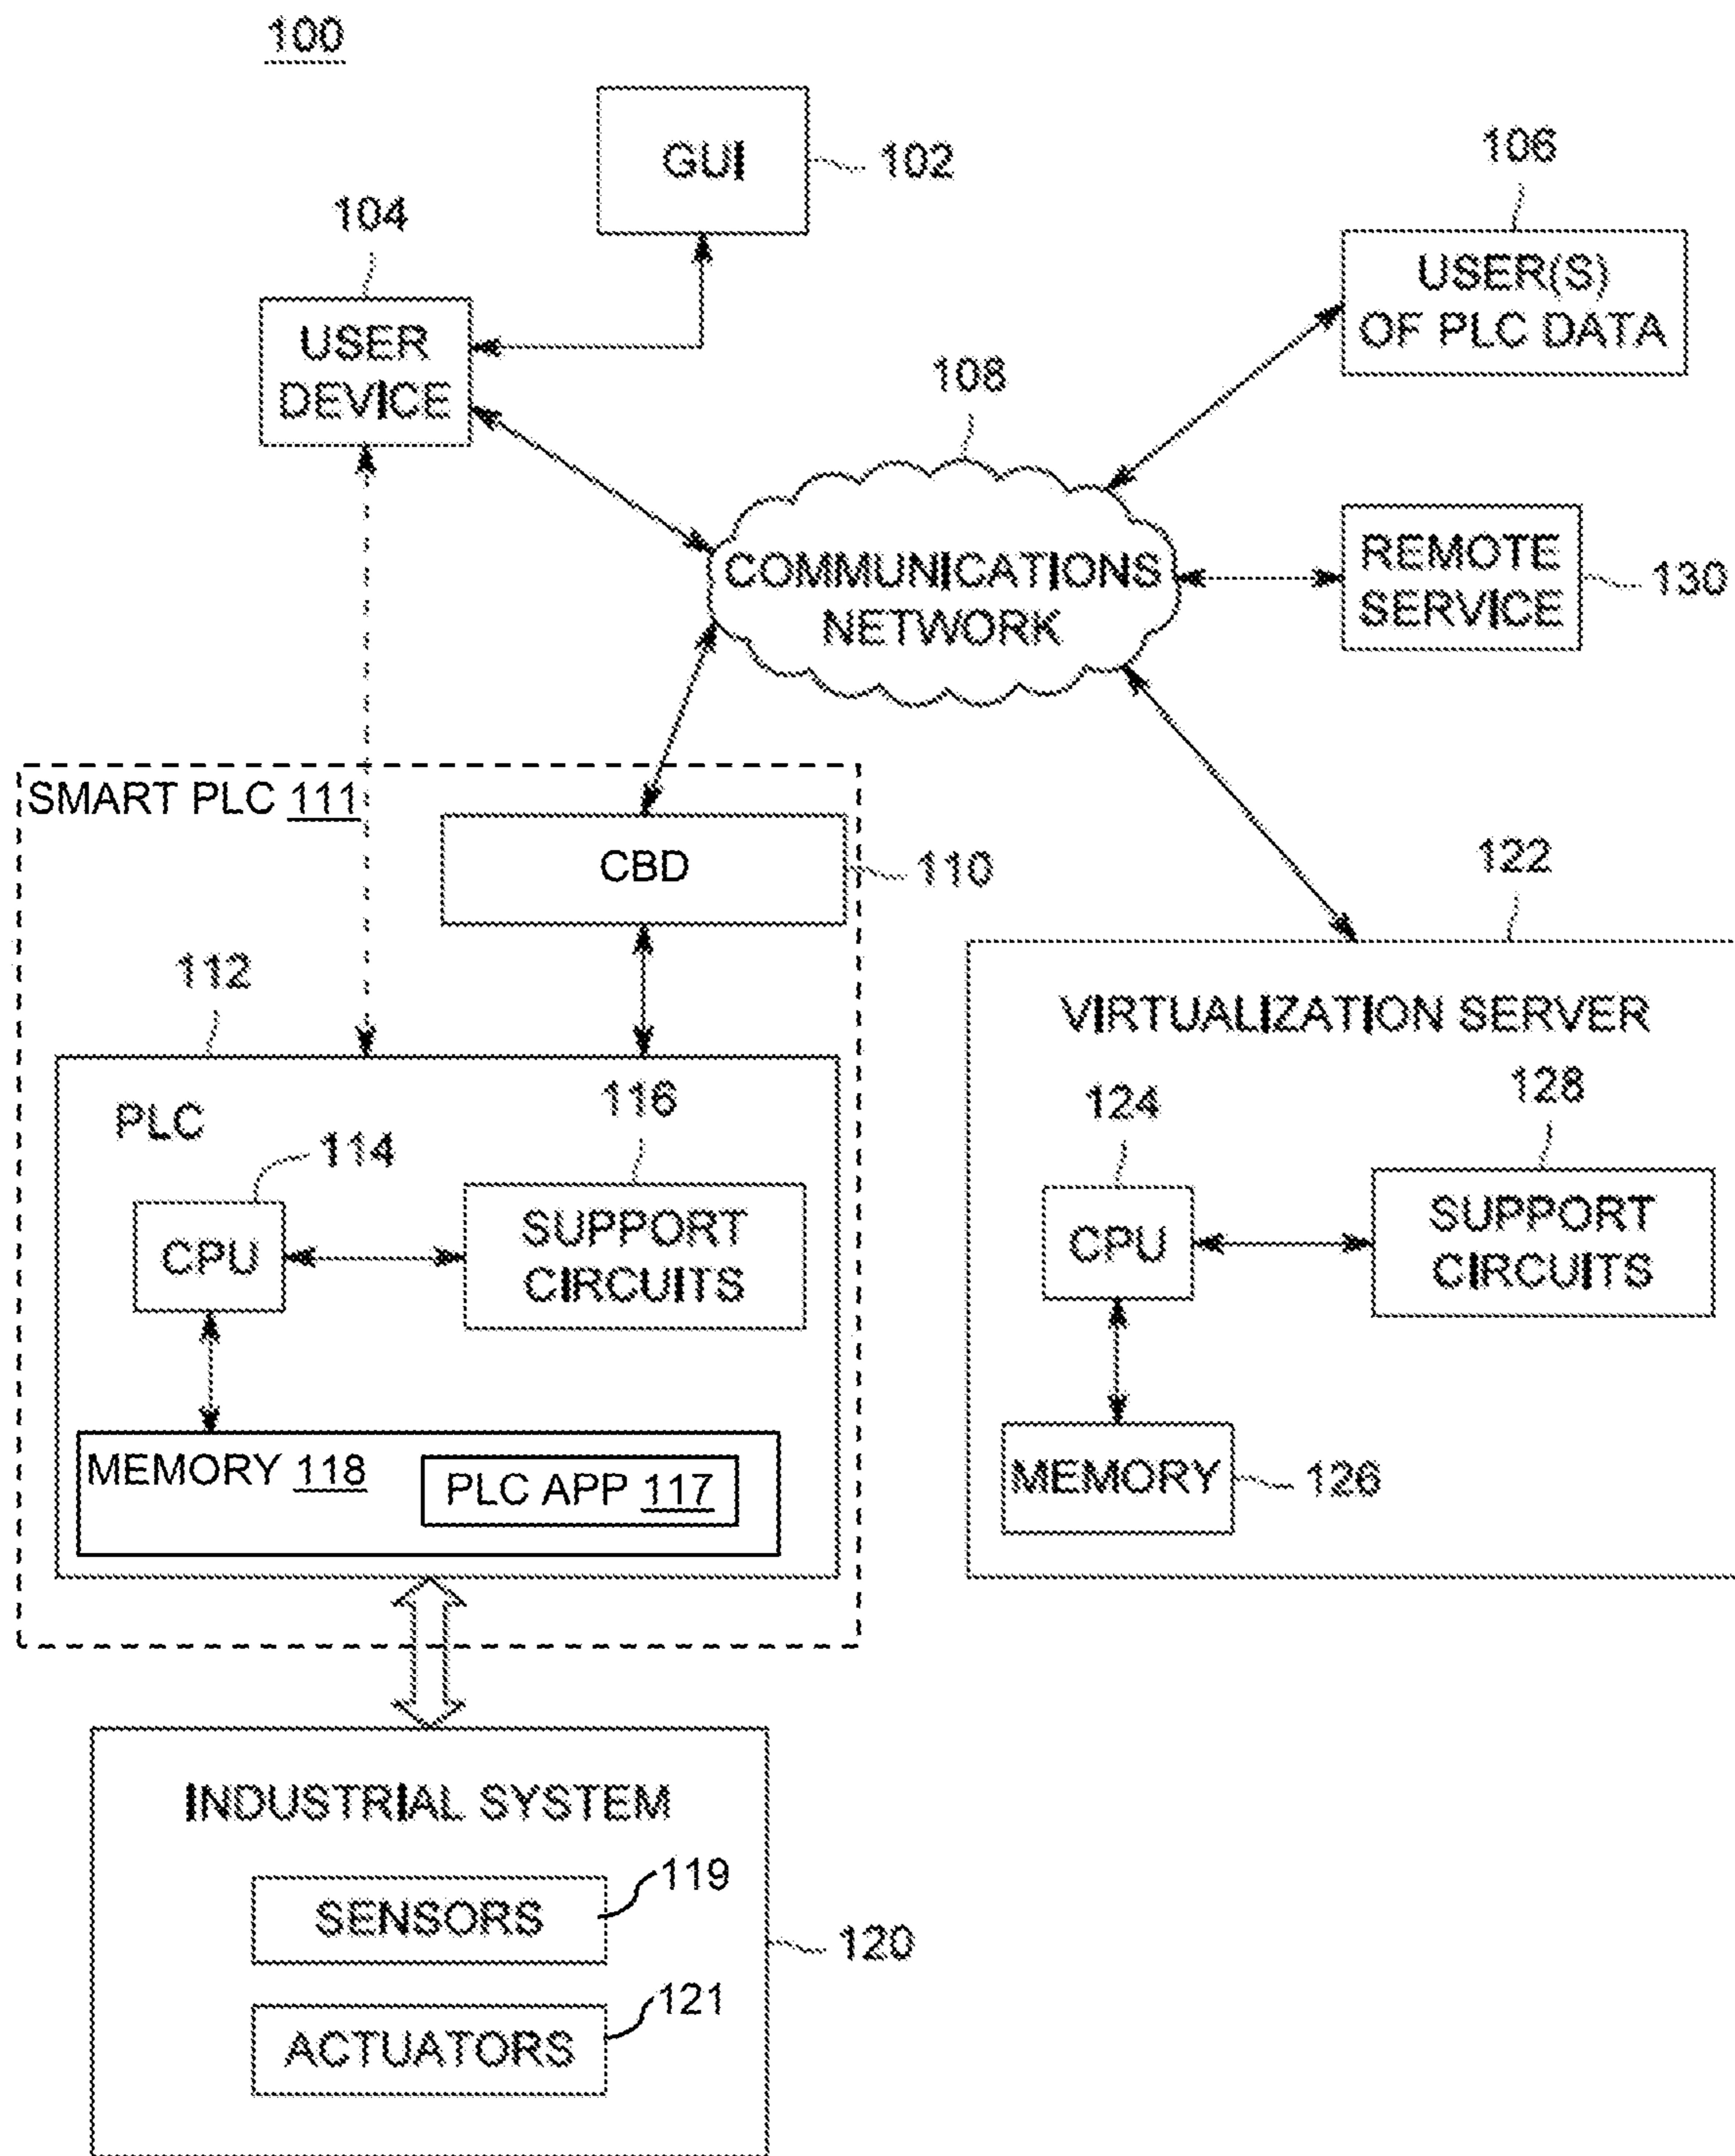 100
GUI
102
104
106
USER
DEVICE
USER(S)
OF PLC DATA
108
COMMUNICATIONS
NETWORK
REMOTE
SERVICE
130
SMART PLC 111
CBD
110
122
112
VIRTUALIZATION SERVER
PLC
116
114
124
128
CPU
SUPPORT
CIRCUITS
CPU
SUPPORT
CIRCUITS
MEMORY 118
PLC APP 117
MEMORY
126
INDUSTRIAL SYSTEM
SENSORS
119
120
ACTUATORS
121